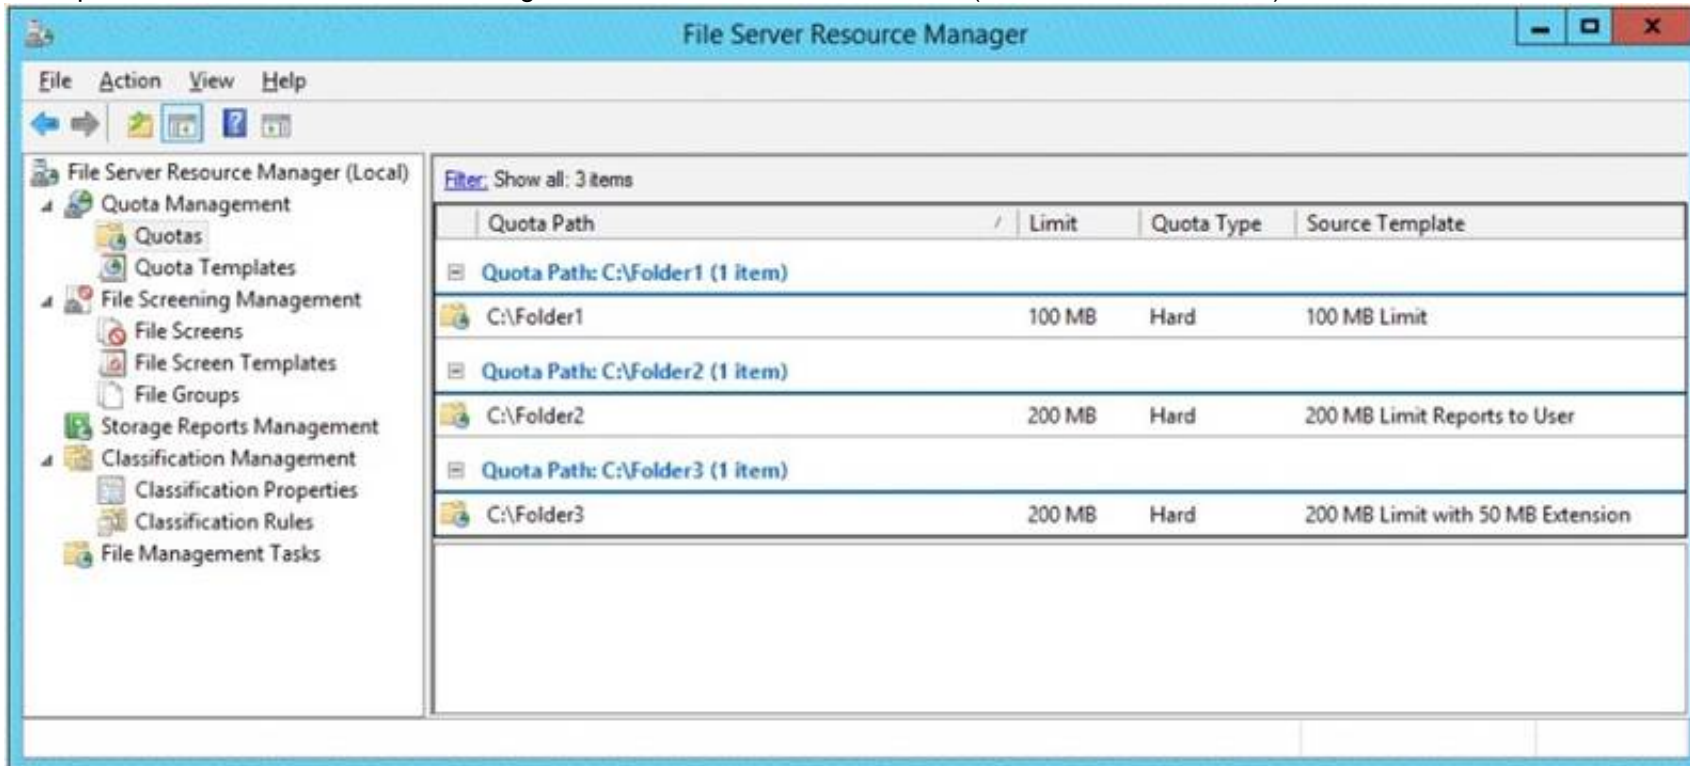 File Server Resource Manager
File Action View Help
File Server Resource Manager (Local)
Quota Management
Quotas
Quota Templates
File Screening Management
File Screens
File Screen Templates
File Groups
Storage Reports Management
Classification Management
Classification Properties
Classification Rules
File Management Tasks
Filter: Show all: 3 items
Quota Path / Limit Quota Type Source Template
Quota Path: C:\Folder1 (1 item)
C:\Folder1 100 MB Hard 100 MB Limit
Quota Path: C:\Folder2 (1 item)
C:\Folder2 200 MB Hard 200 MB Limit Reports to User
Quota Path: C:\Folder3 (1 item)
C:\Folder3 200 MB Hard 200 MB Limit with 50 MB Extension